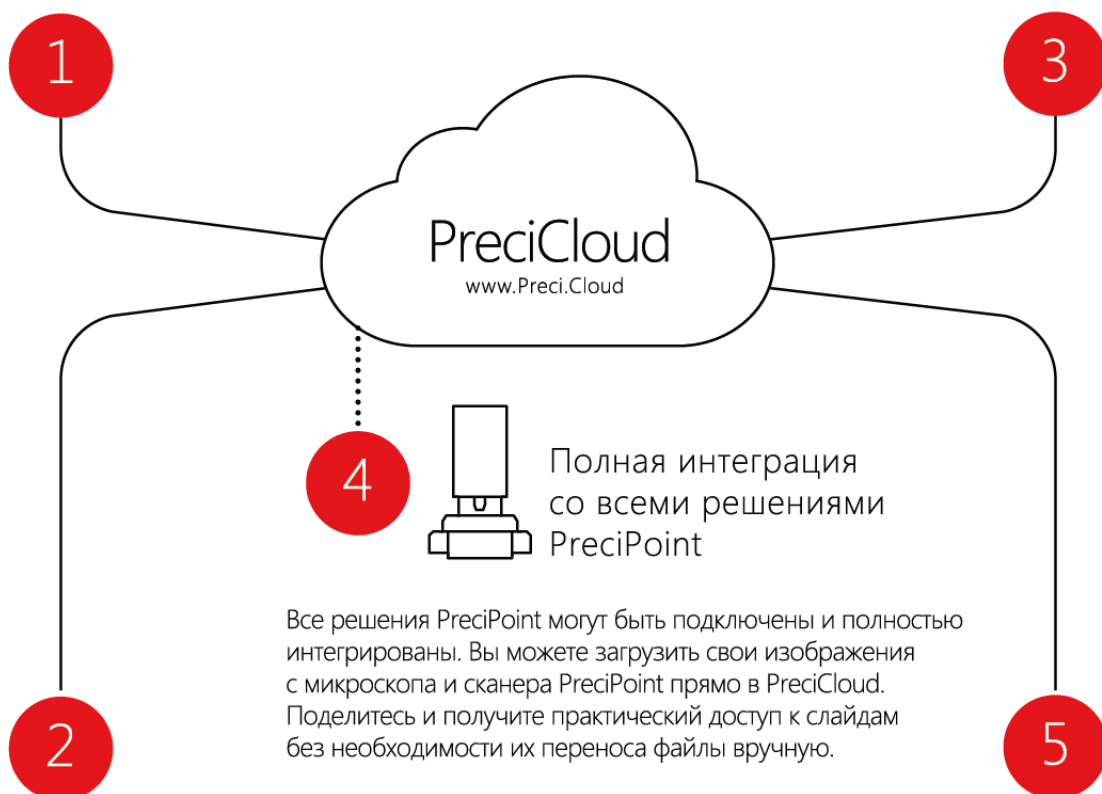 1
3
PreciCloud
www.Preci.Cloud
4
Полная интеграция
со всеми решениями
PreciPoint
Все решения PreciPoint могут быть подключены и полностью
интегрированы. Вы можете загрузить свои изображения
с микроскопа и сканера PreciPoint прямо в PreciCloud.
Поделитесь и получите практический доступ к слайдам
без необходимости их переноса файлы вручную.
2
5